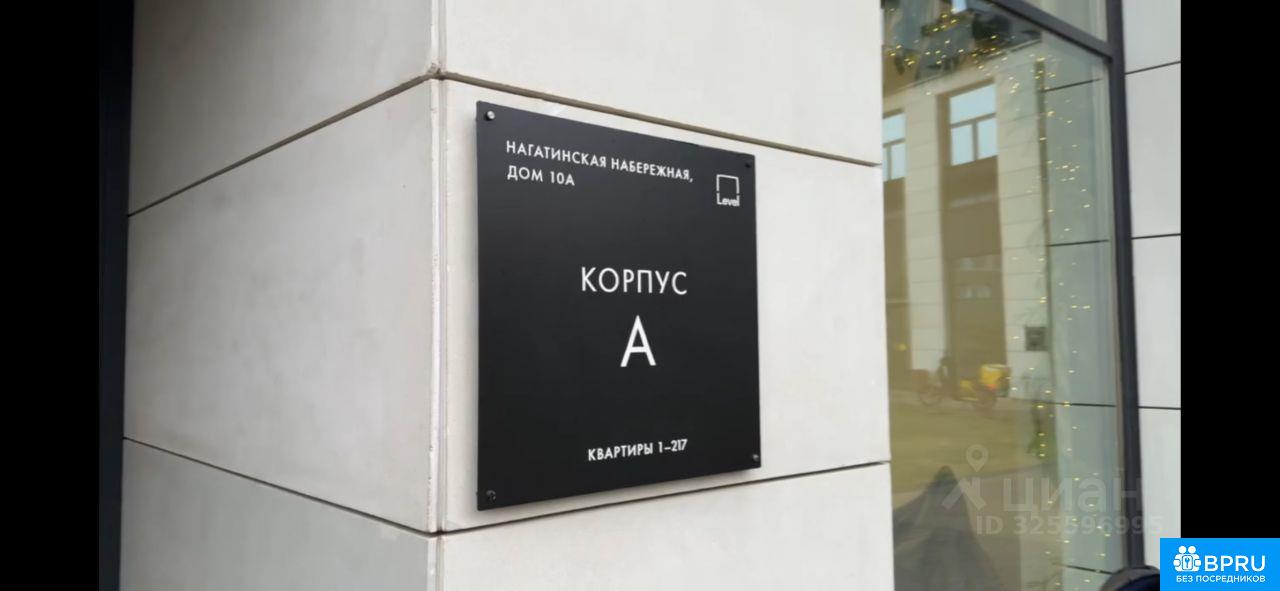 НАГАТИНСКАЯ НАБЕРЕЖНАЯ,
ДОМ 10А
Level
КОРПУС
А
КВАРТИРЫ 1–217
циан
ID 325596995
BPRU
БЕЗ ПОСРЕДНИКОВ